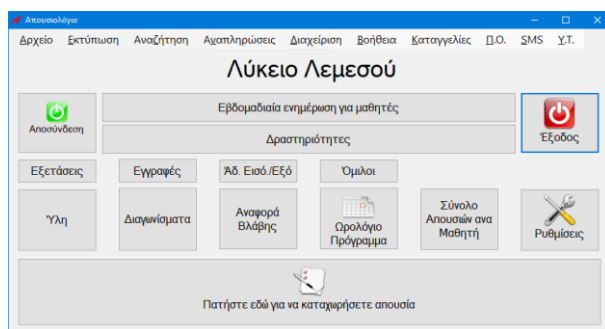 Απουσιολόγιο
Αρχείο Εκτύπωση Αναζήτηση Αναπληρώσεις Διαχείριση Βοήθεια Καταγγελίες Π.Ο. SMS Υ.Τ.
Λύκειο Λεμεσού
Αποσύνδεση
Εβδομαδιαία ενημέρωση για μαθητές
Δραστηριότητες
Έξοδος
Εξετάσεις Εγγραφές Άδ. Εισό./Εξό Όμιλοι
Ύλη
Διαγωνίσματα
Αναφορά
Βλάβης
Ωρολόγιο
Πρόγραμμα
Σύνολο
Απουσιών ανα
Μαθητή
Ρυθμίσεις
Πατήστε εδώ για να καταχωρήσετε απουσία